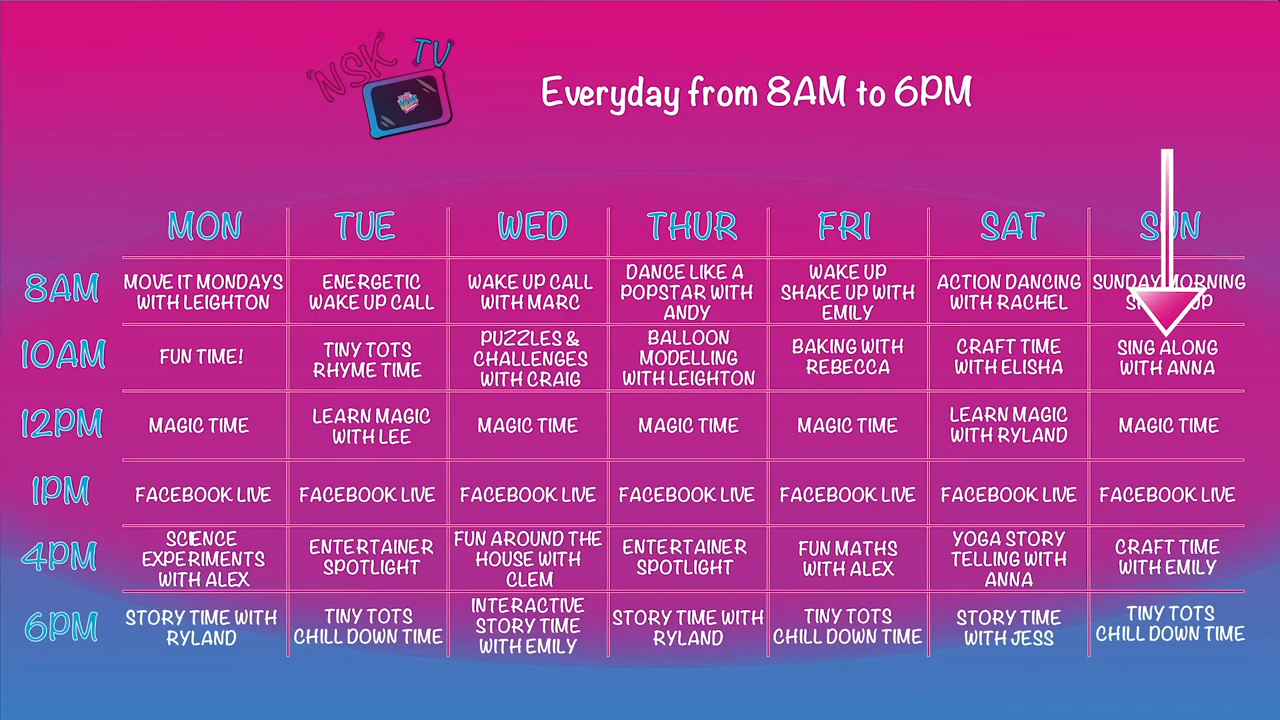 NSK TV
Everyday from 8AM to 6PM
MON TUE WED THUR FRI SAT SUN
8AM
MOVE IT MONDAYS
WITH LEIGHTON
ENERGETIC
WAKE UP CALL
WAKE UP CALL
WITH MARC
DANCE LIKE A
POPSTAR WITH
ANDY
WAKE UP
SHAKE UP WITH
EMILY
ACTION DANCING
WITH RACHEL
SUNDAY MORNING
UP
10AM
FUN TIME!
TINY TOTS
RHYME TIME
PUZZLES &
CHALLENGES
WITH CRAIG
BALLOON
MODELLING
WITH LEIGHTON
BAKING WITH
REBECCA
CRAFT TIME
WITH ELISHA
SING ALONG
WITH ANNA
12PM
MAGIC TIME
LEARN MAGIC
WITH LEE
MAGIC TIME
MAGIC TIME
MAGIC TIME
LEARN MAGIC
WITH RYLAND
MAGIC TIME
1PM
FACEBOOK LIVE
FACEBOOK LIVE
FACEBOOK LIVE
FACEBOOK LIVE
FACEBOOK LIVE
FACEBOOK LIVE
FACEBOOK LIVE
4PM
SCIENCE
EXPERIMENTS
WITH ALEX
ENTERTAINER
SPOTLIGHT
FUN AROUND THE
HOUSE WITH
CLEM
ENTERTAINER
SPOTLIGHT
FUN MATHS
WITH ALEX
YOGA STORY
TELLING WITH
ANNA
CRAFT TIME
WITH EMILY
6PM
STORY TIME WITH
RYLAND
TINY TOTS
CHILL DOWN TIME
INTERACTIVE
STORY TIME
WITH EMILY
STORY TIME WITH
RYLAND
TINY TOTS
CHILL DOWN TIME
STORY TIME
WITH JESS
TINY TOTS
CHILL DOWN TIME